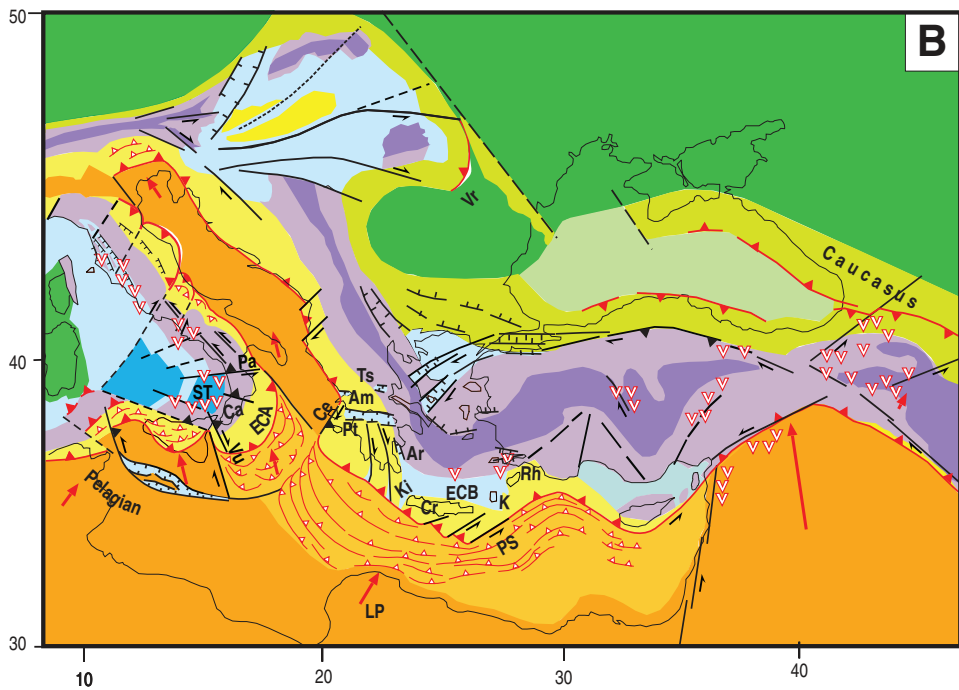 50
B
Vr
Caucasus
40
Pa
Ts
ST
Am
Ca
Ce
Pt
ECA
Ar
Rh
Pelagian
Ki
ECB
K
Cr
PS
LP
30
10
20
30
40